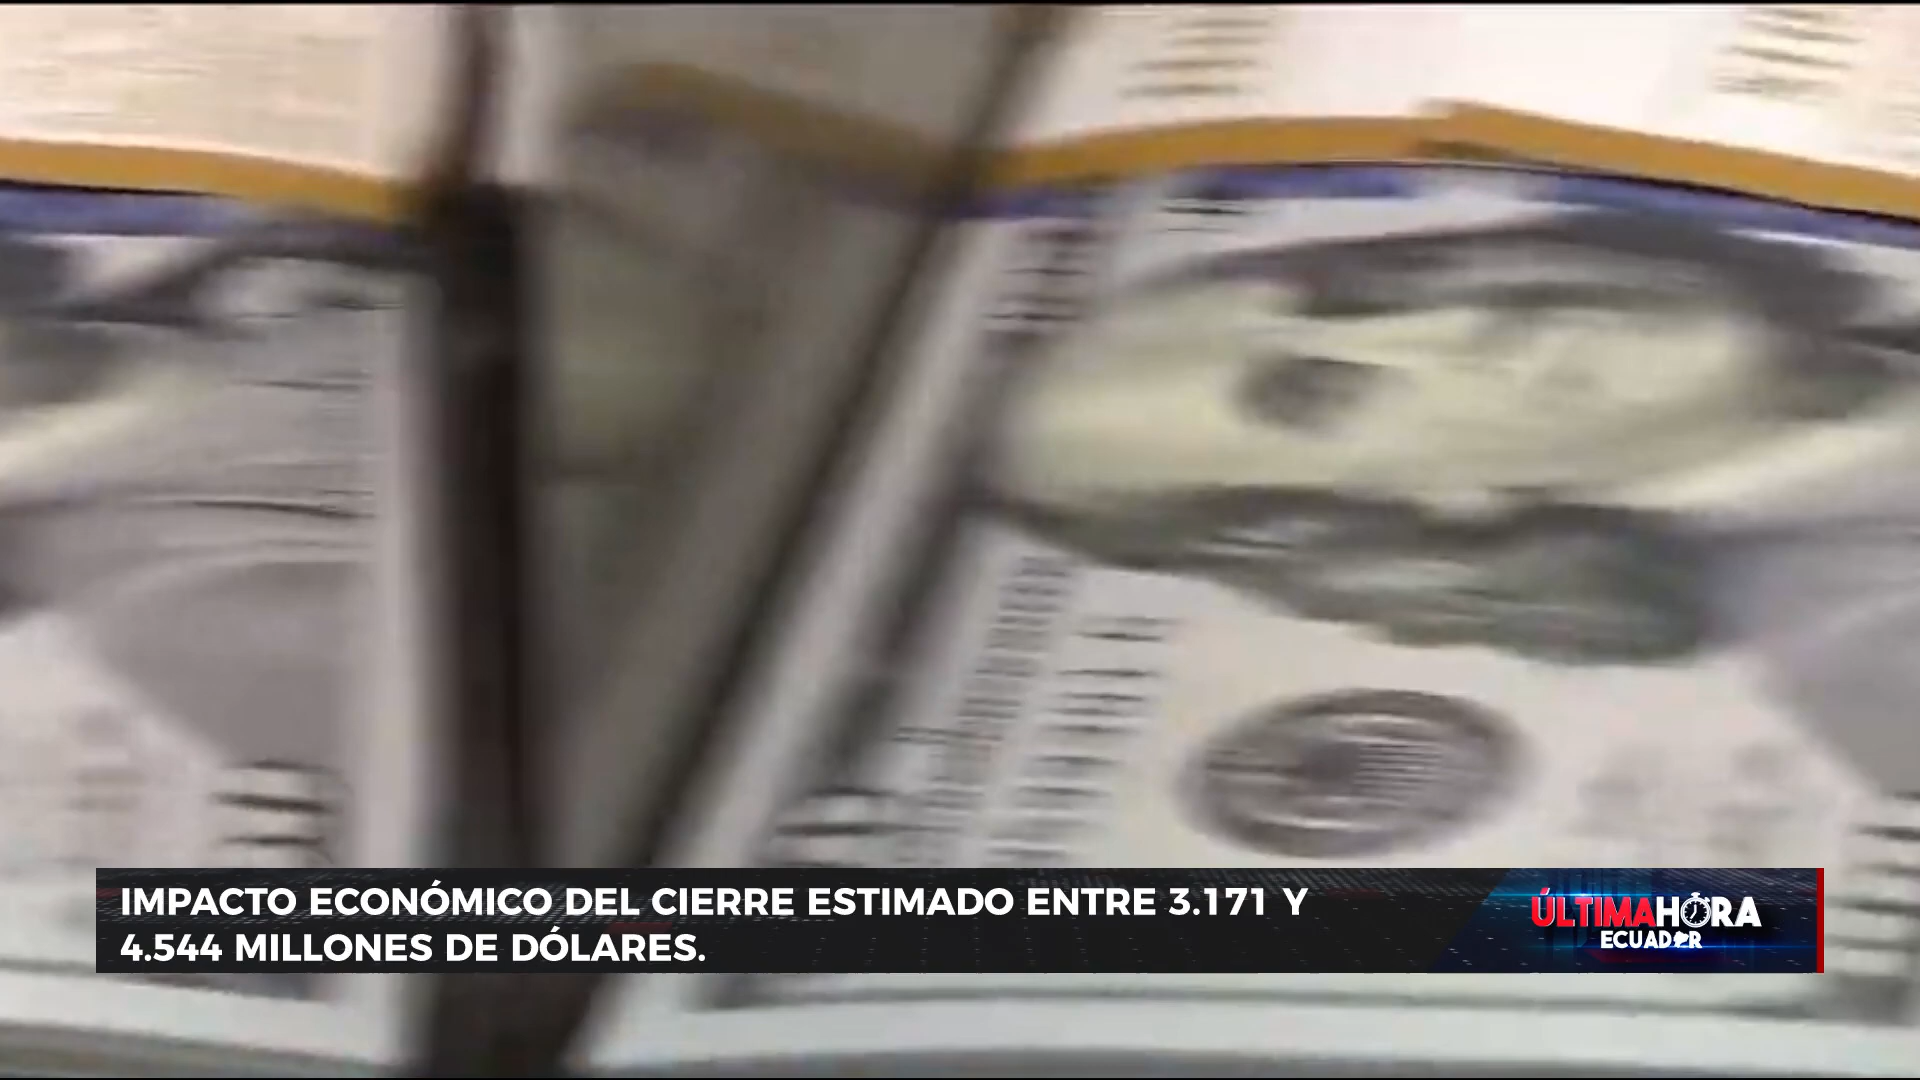 IMPACTO ECONÓMICO DEL CIERRE ESTIMADO ENTRE 3.171 Y
4.544 MILLONES DE DÓLARES.
ÚLTIMAHORA
ECUADOR